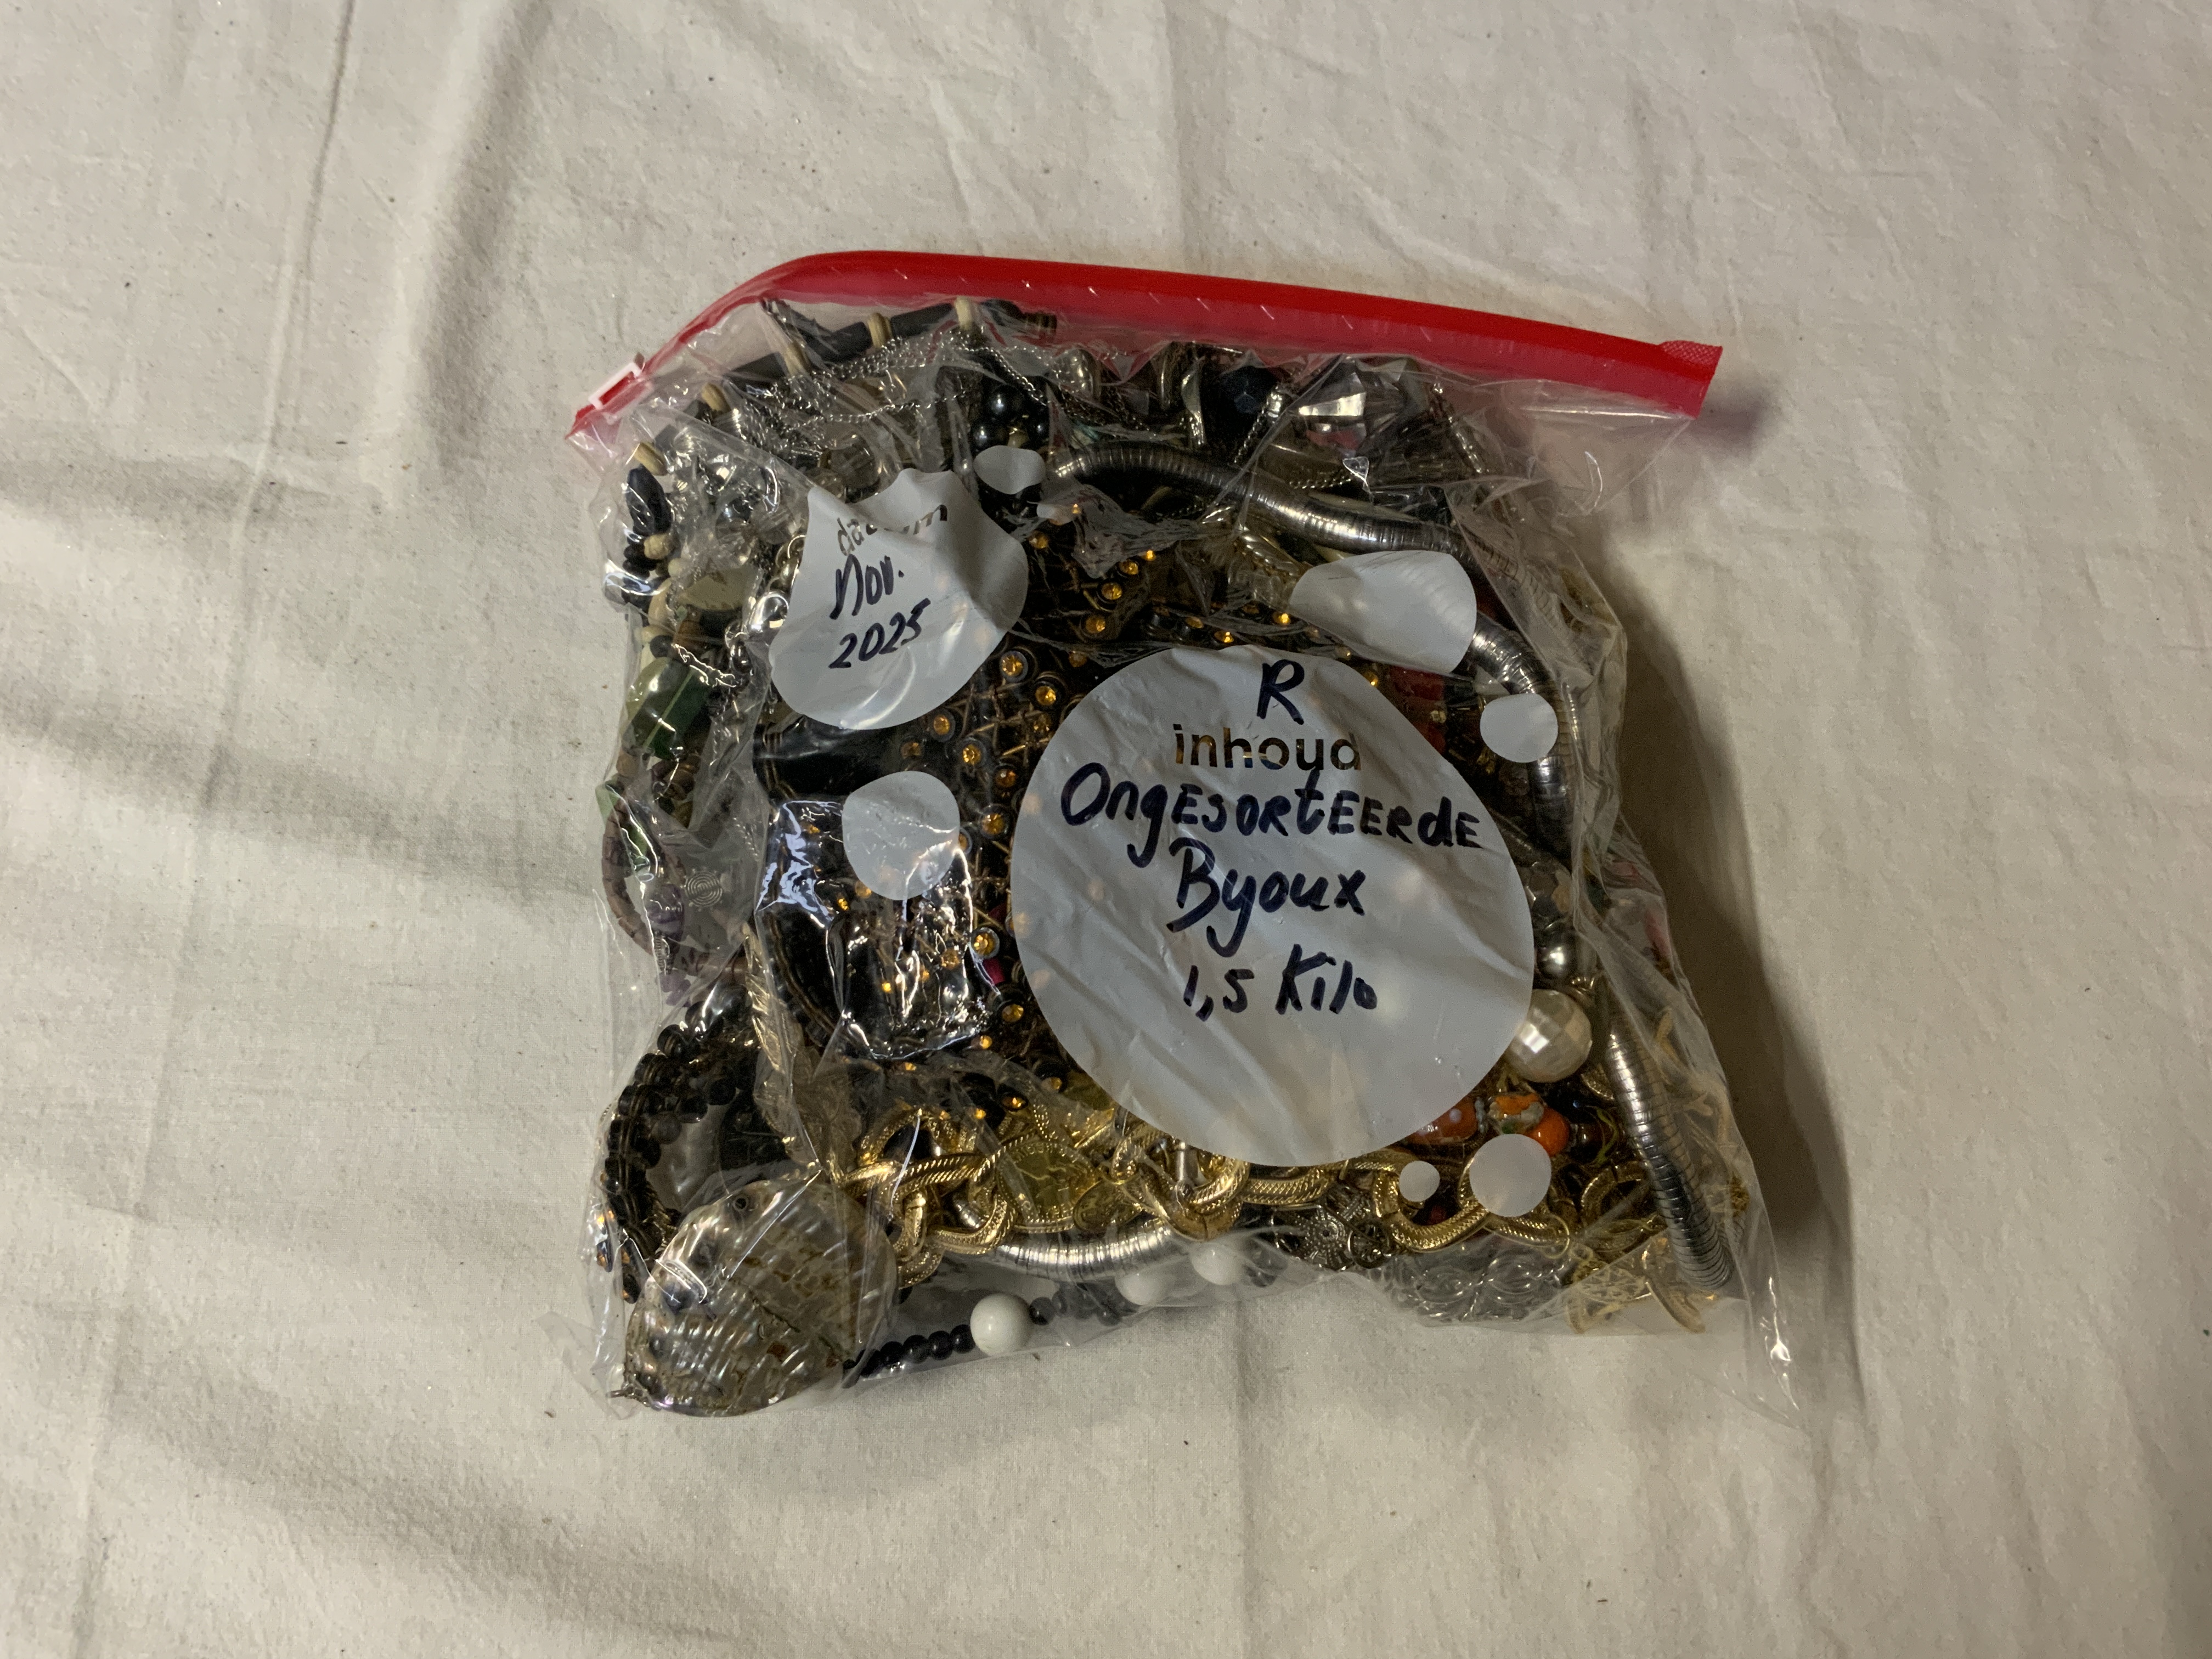 datum
Nov.
2025
R
inhoud
OngESORtEERdE
Byoux
1,5 Kilo